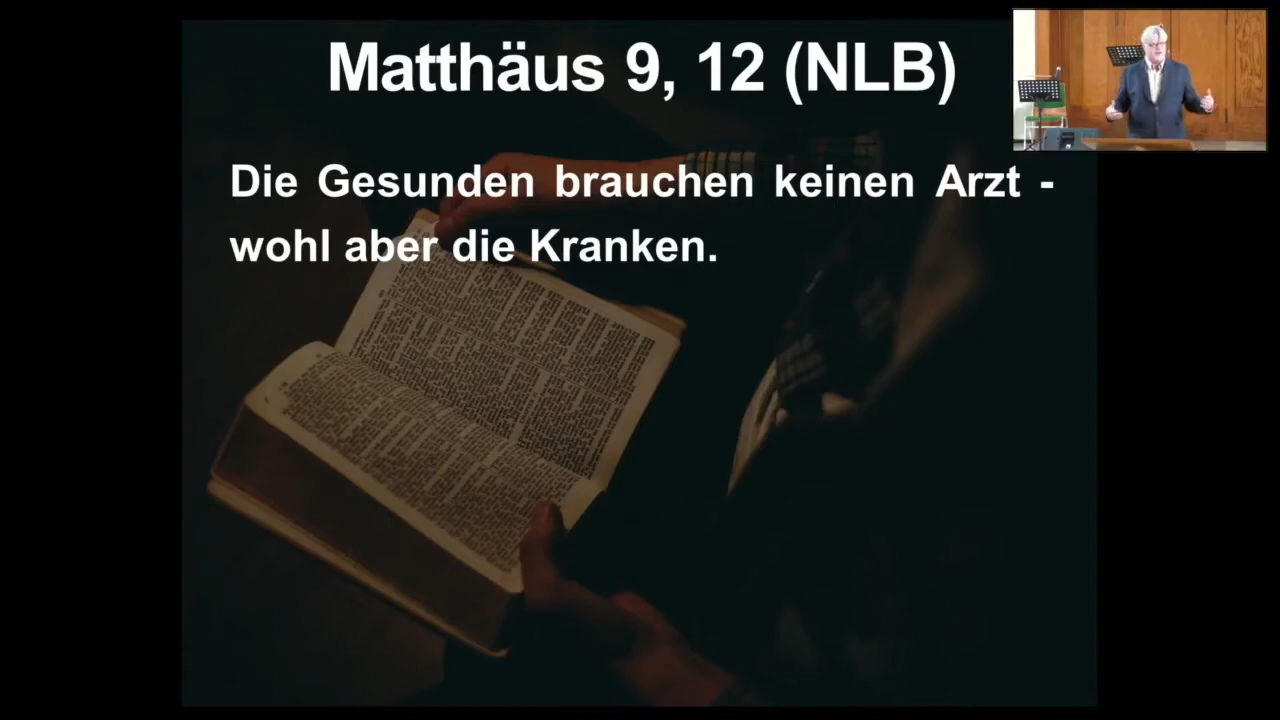 Matthäus 9, 12 (NLB)
Die Gesunden brauchen keinen Arzt -
wohl aber die Kranken.